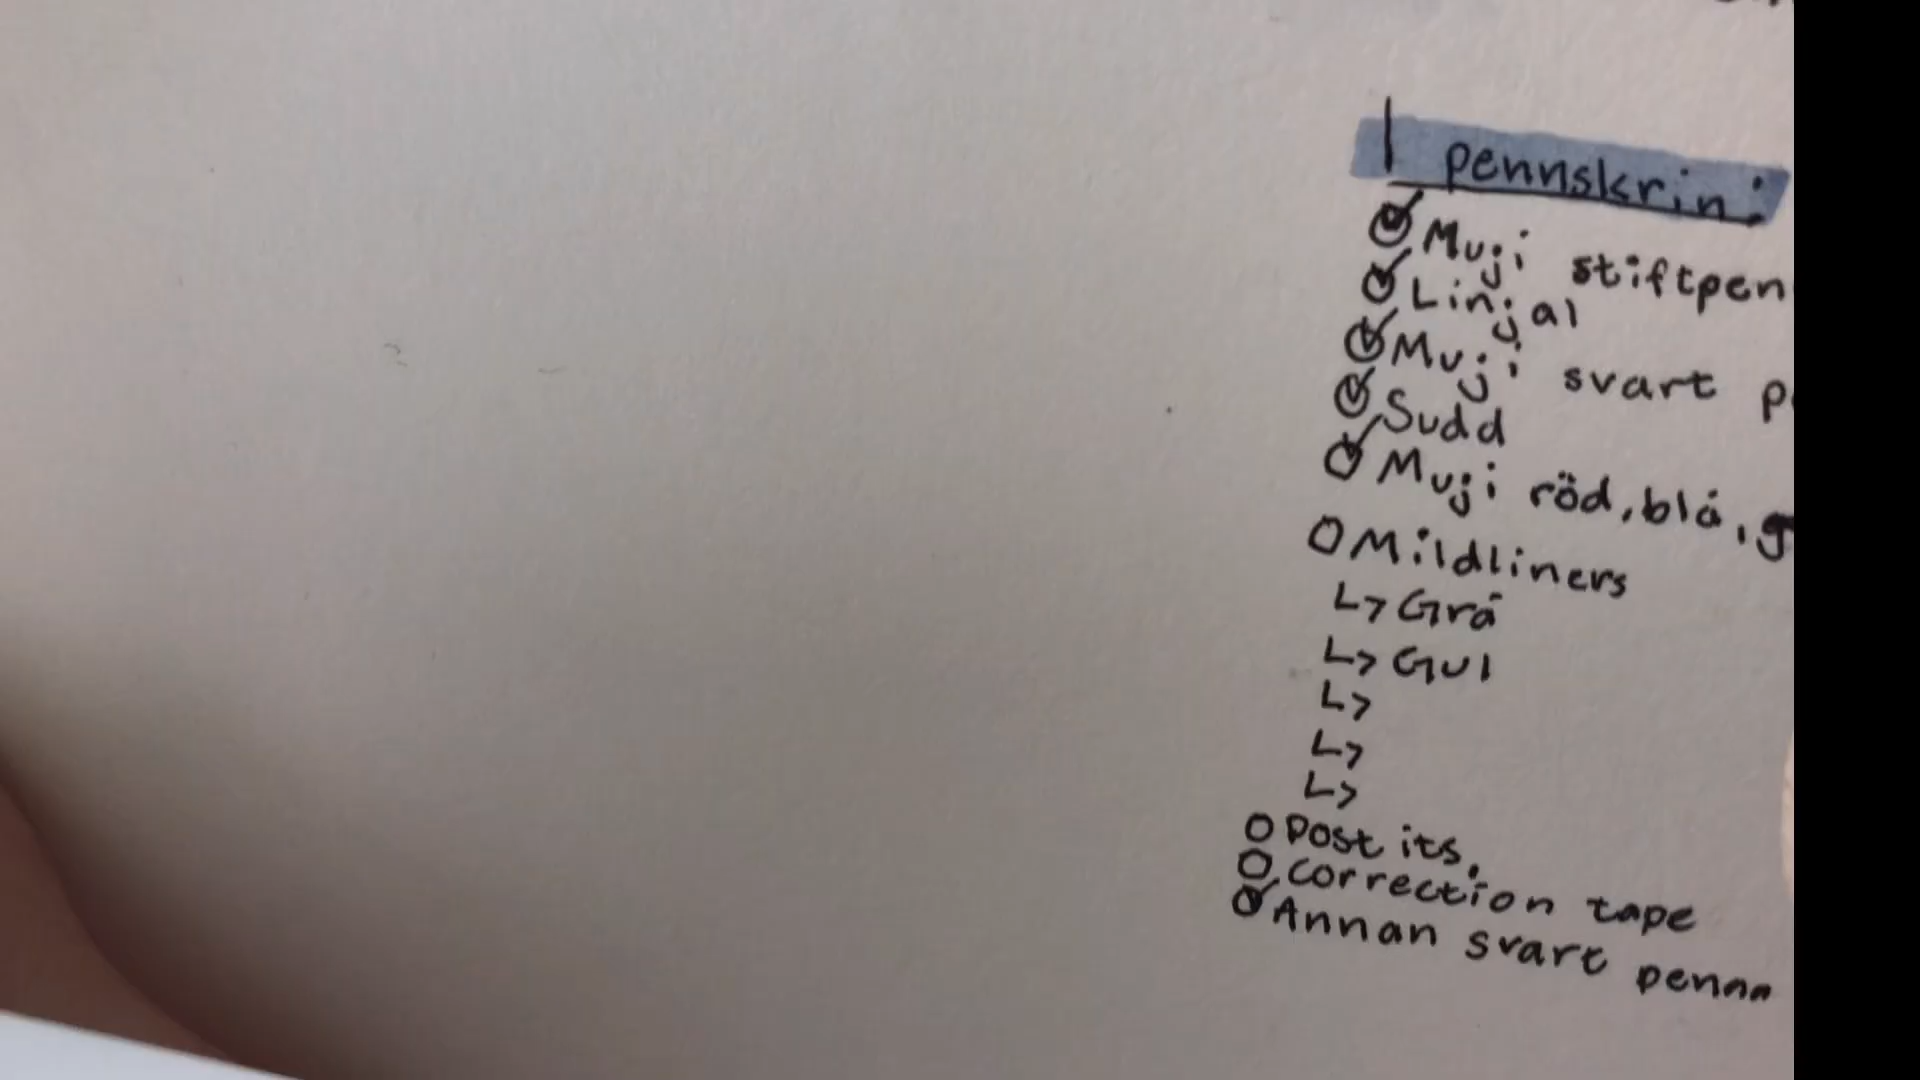 I pennskrin:
Muji stiftpen
Linjal
Muji svart
Sudd
Muji röd, blå,
O Mildliners
↳ Grå
↳ Gul
↳
↳
↳
O Post its,
O Correction tape
Annan svart penna